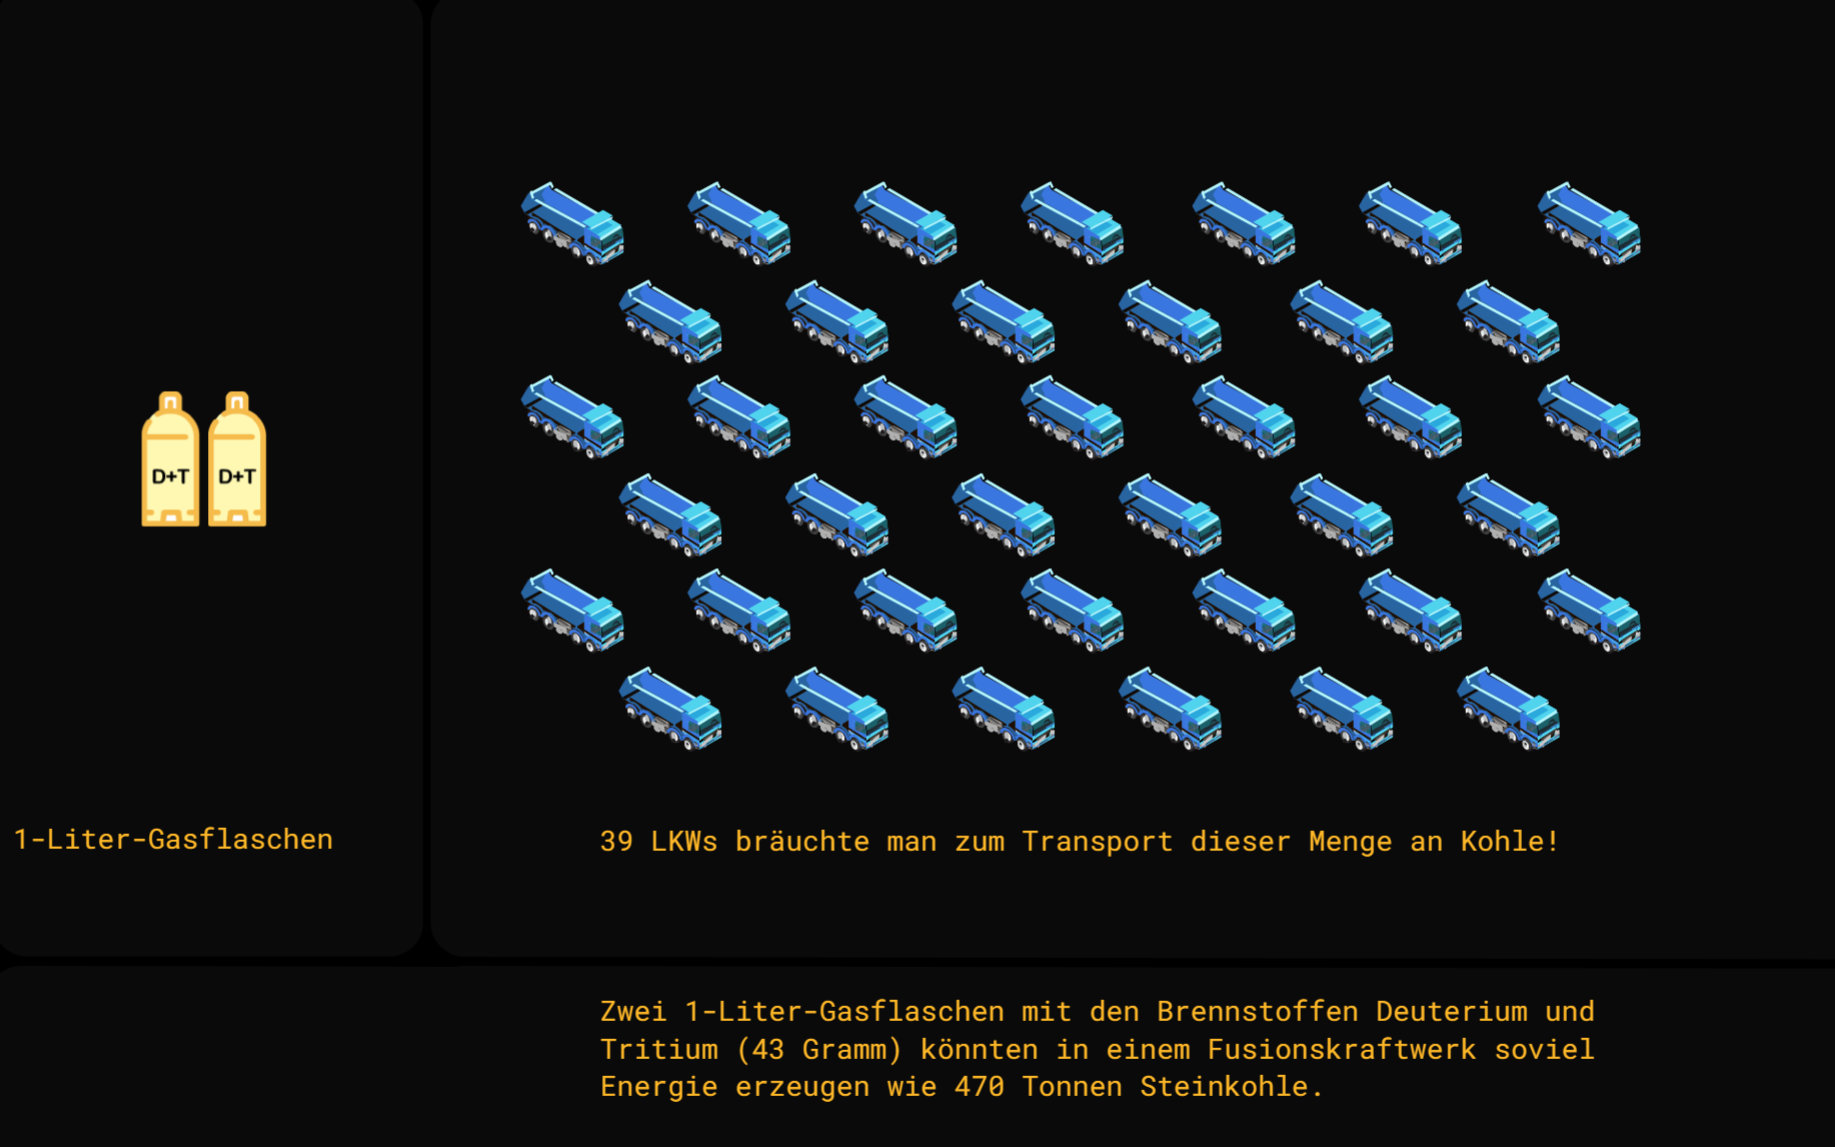 D+T D+T
1-Liter-Gasflaschen
39 LKWs bräuchte man zum Transport dieser Menge an Kohle!
Zwei 1-Liter-Gasflaschen mit den Brennstoffen Deuterium und
Tritium (43 Gramm) könnten in einem Fusionskraftwerk soviel
Energie erzeugen wie 470 Tonnen Steinkohle.